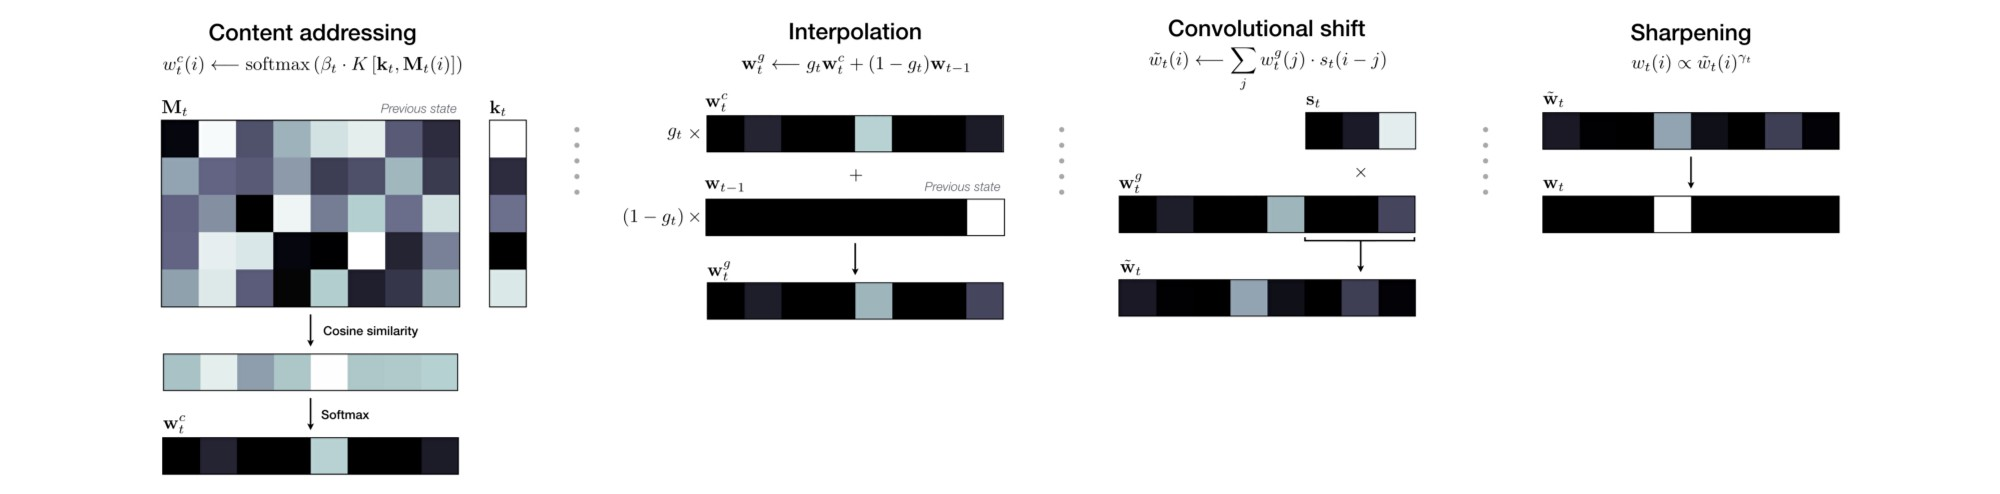 Content addressing
w_t^c(i) ⟵ softmax (β_t · K [k_t, M_t(i)])
M_t
Previous state
k_t
Cosine similarity
Softmax
w_t^c
Interpolation
w_t^g ⟵ g_t w_t^c + (1 − g_t)w_{t−1}
w_t^c
g_t ×
+
w_{t−1}
Previous state
(1 − g_t) ×
w_t^g
Convolutional shift
w̃_t(i) ⟵ ∑_j w_t^g(j) · s_t(i − j)
s_t
×
w_t^g
w̃_t
Sharpening
w_t(i) ∝ w̃_t(i)^{γ_t}
w̃_t
w_t